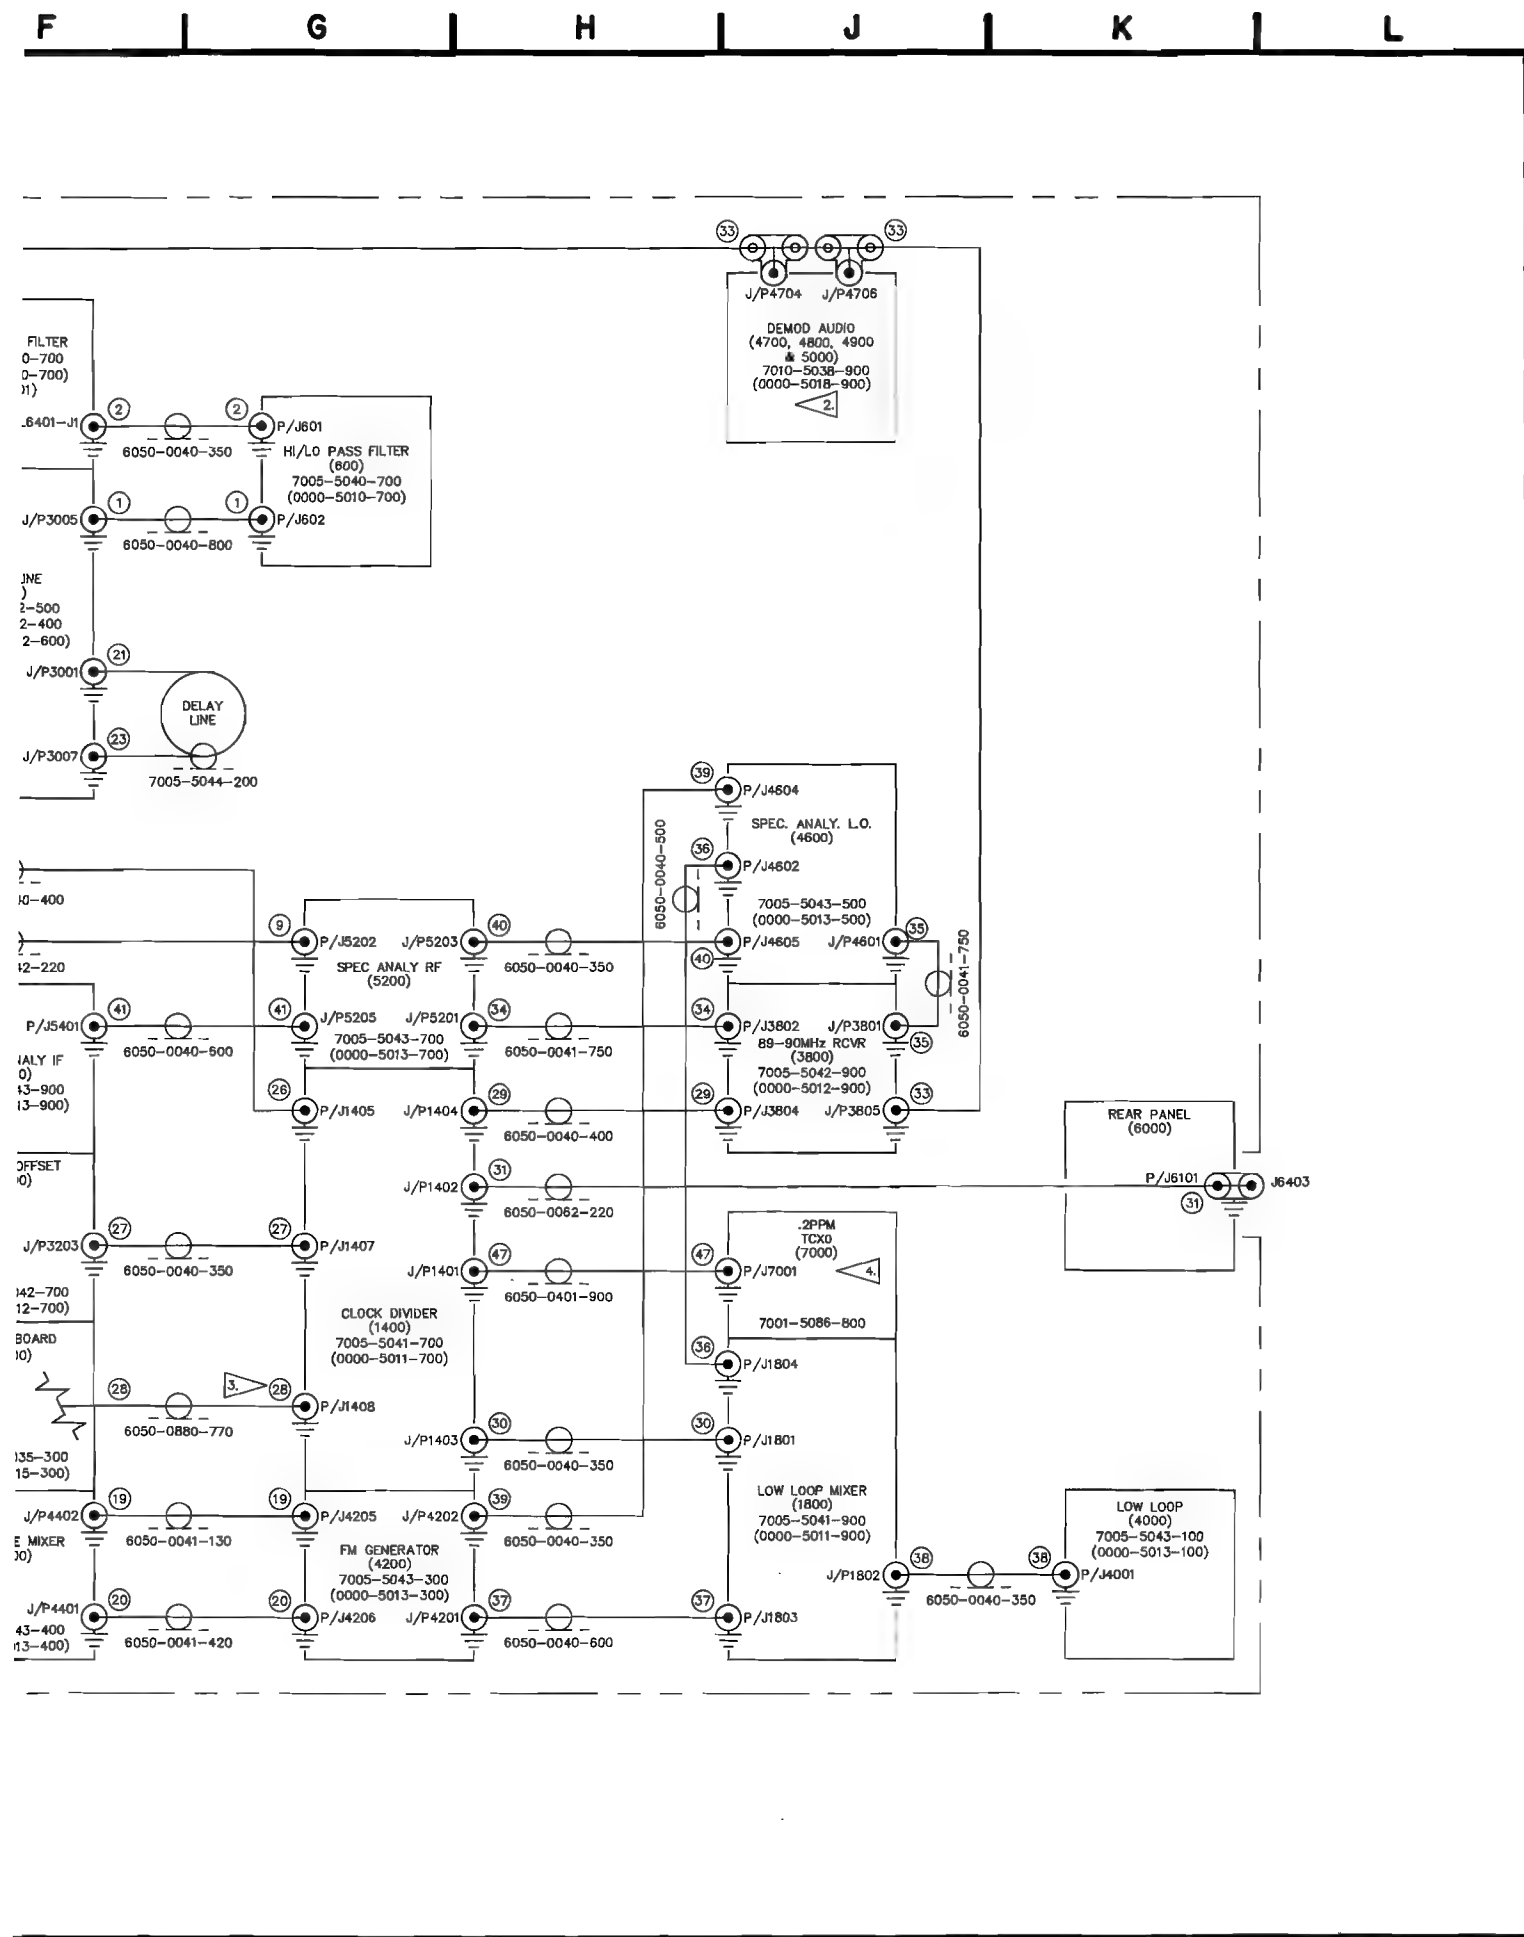 F G H J K L
33 33
J/P4704 J/P4706
DEMOD AUDIO
(4700, 4800, 4900
& 5000)
7010-5038-900
(0000-5018-900)
2.
FILTER
0-700
0-700)
01)
6401-J1
2 2
P/J601
6050-0040-350
HI/LO PASS FILTER
(600)
7005-5040-700
(0000-5010-700)
J/P3005
1 1
P/J602
6050-0040-800
INE
)
2-500
2-400
2-600)
J/P3001
21
DELAY
LINE
J/P3007
23
7005-5044-200
39
P/J4604
SPEC. ANALY. L.O.
(4600)
36
P/J4602
6050-0040-500
7005-5043-500
(0000-5013-500)
P/J4605 J/P4601
40
35
6050-0041-750
0-400
9
P/J5202 J/P5203
40
6050-0040-350
SPEC ANALY RF
(5200)
42-220
P/J5401
41 41
6050-0040-600
J/P5205 J/P5201
34 34
6050-0041-750
7005-5043-700
(0000-5013-700)
P/J3802 J/P3801
35
89-90MHz RCVR
(3800)
7005-5042-900
(0000-5012-900)
IALY IF
0)
43-900
13-900)
26
P/J1405 J/P1404
29 29
6050-0040-400
P/J3804 J/P3805
33
REAR PANEL
(6000)
OFFSET
0)
J/P1402
31
6050-0062-220
P/J6101
31
J6403
J/P3203
27 27
P/J1407
6050-0040-350
.2PPM
TCXO
(7000)
J/P1401
47 47
P/J7001
4.
6050-0401-900
7001-5086-800
042-700
12-700)
CLOCK DIVIDER
(1400)
7005-5041-700
(0000-5011-700)
BOARD
00)
36
P/J1804
28
3.
28
P/J1408
6050-0880-770
J/P1403
30 30
P/J1801
6050-0040-350
035-300
15-300)
J/P4402
19 19
P/J4205 J/P4202
39
6050-0041-130
6050-0040-350
E MIXER
00)
FM GENERATOR
(4200)
7005-5043-300
(0000-5013-300)
LOW LOOP MIXER
(1800)
7005-5041-900
(0000-5011-900)
LOW LOOP
(4000)
7005-5043-100
(0000-5013-100)
J/P1802
38 38
P/J4001
6050-0040-350
J/P4401
43-400
013-400)
20 20
P/J4206 J/P4201
37 37
P/J1803
6050-0041-420
6050-0040-600